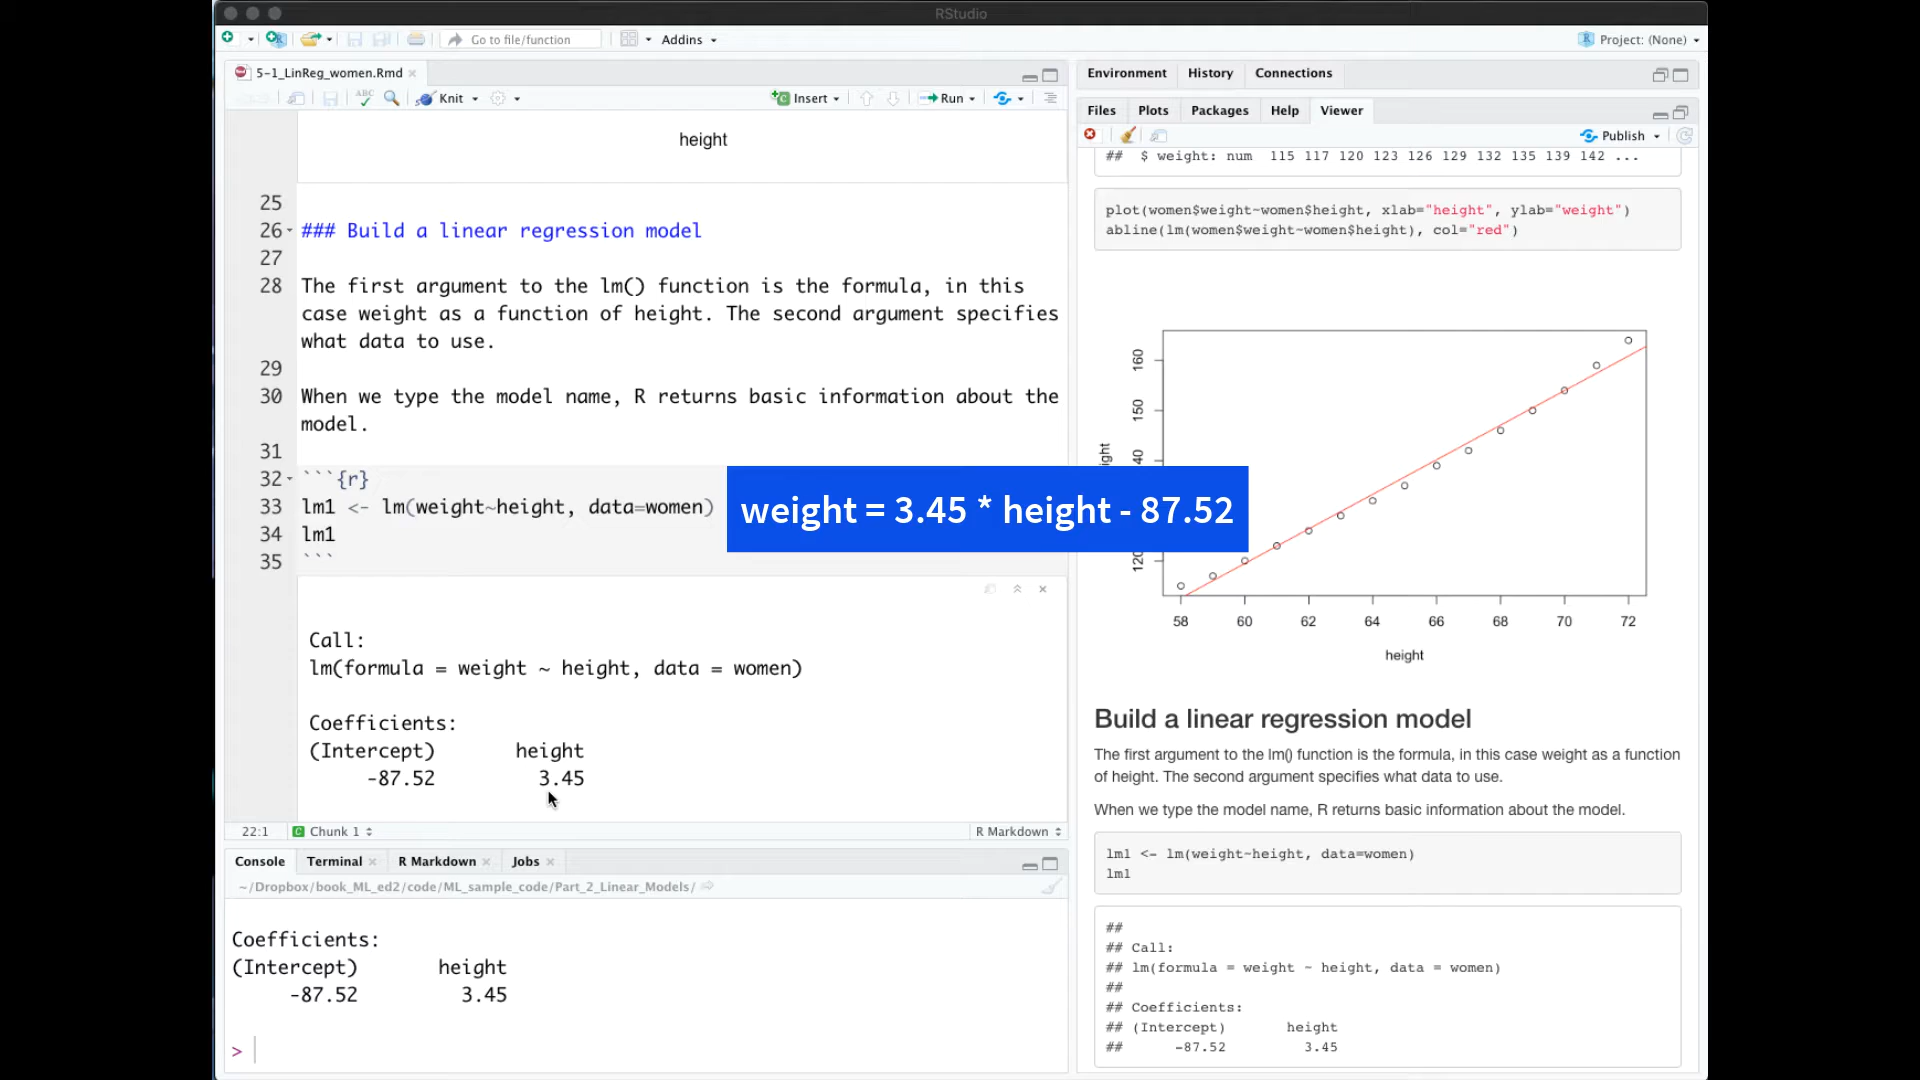 RStudio
Go to file/function
Addins
Project: (None)
5-1_LinReg_women.Rmd
ABC
Knit
Insert
Run
height
25
26 ### Build a linear regression model
27
28 The first argument to the lm() function is the formula, in this
case weight as a function of height. The second argument specifies
what data to use.
29
30 When we type the model name, R returns basic information about the
model.
31
32 ```{r}
33 lm1 <- lm(weight~height, data=women)
34 lm1
35 ```
weight = 3.45 * height - 87.52
Call:
lm(formula = weight ~ height, data = women)
Coefficients:
(Intercept) height
-87.52 3.45
22:1 Chunk 1 R Markdown
Console Terminal R Markdown Jobs
~/Dropbox/book_ML_ed2/code/ML_sample_code/Part_2_Linear_Models/
Coefficients:
(Intercept) height
-87.52 3.45
>
Environment History Connections
Files Plots Packages Help Viewer
Publish
## $ weight: num 115 117 120 123 126 129 132 135 139 142 ...
plot(women$weight~women$height, xlab="height", ylab="weight")
abline(lm(women$weight~women$height), col="red")
160
150
40
120
ight
58 60 62 64 66 68 70 72
height
Build a linear regression model
The first argument to the lm() function is the formula, in this case weight as a function
of height. The second argument specifies what data to use.
When we type the model name, R returns basic information about the model.
lm1 <- lm(weight~height, data=women)
lm1
##
## Call:
## lm(formula = weight ~ height, data = women)
##
## Coefficients:
## (Intercept) height
## -87.52 3.45